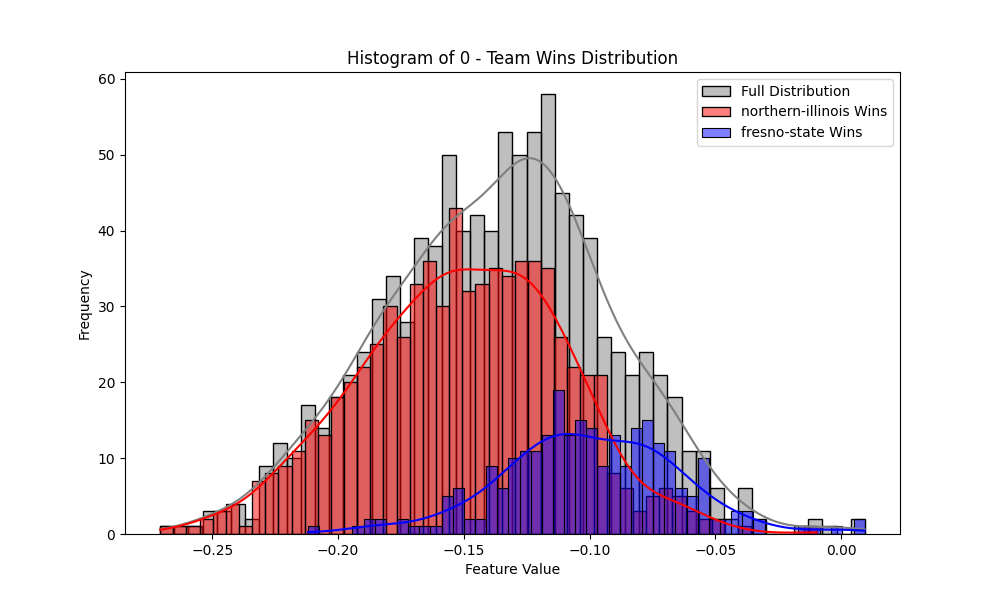 Histogram of 0 - Team Wins Distribution
Full Distribution
northern-illinois Wins
fresno-state Wins
60
50
40
30
20
10
0
Frequency
−0.25
−0.20
−0.15
−0.10
−0.05
0.00
Feature Value